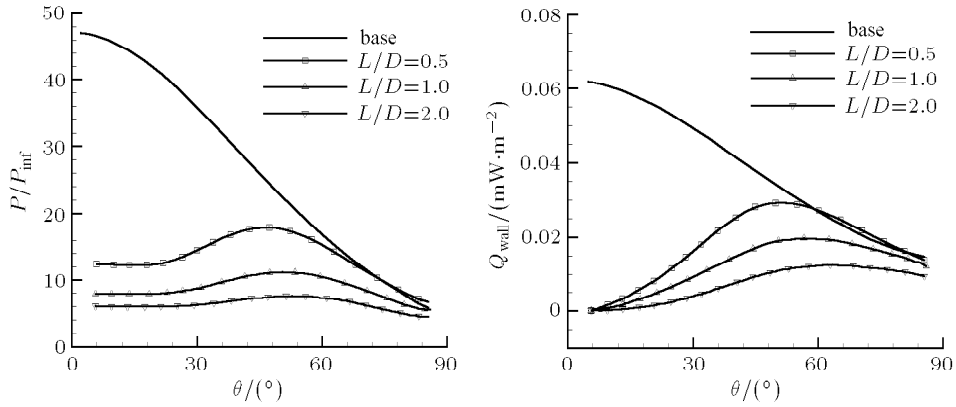 50
40
30
20
10
0
P/P_inf
0
30
60
90
θ/(°)
base
L/D=0.5
L/D=1.0
L/D=2.0
0.08
0.06
0.04
0.02
0
Q_wall/(mW·m⁻²)
0
30
60
90
θ/(°)
base
L/D=0.5
L/D=1.0
L/D=2.0